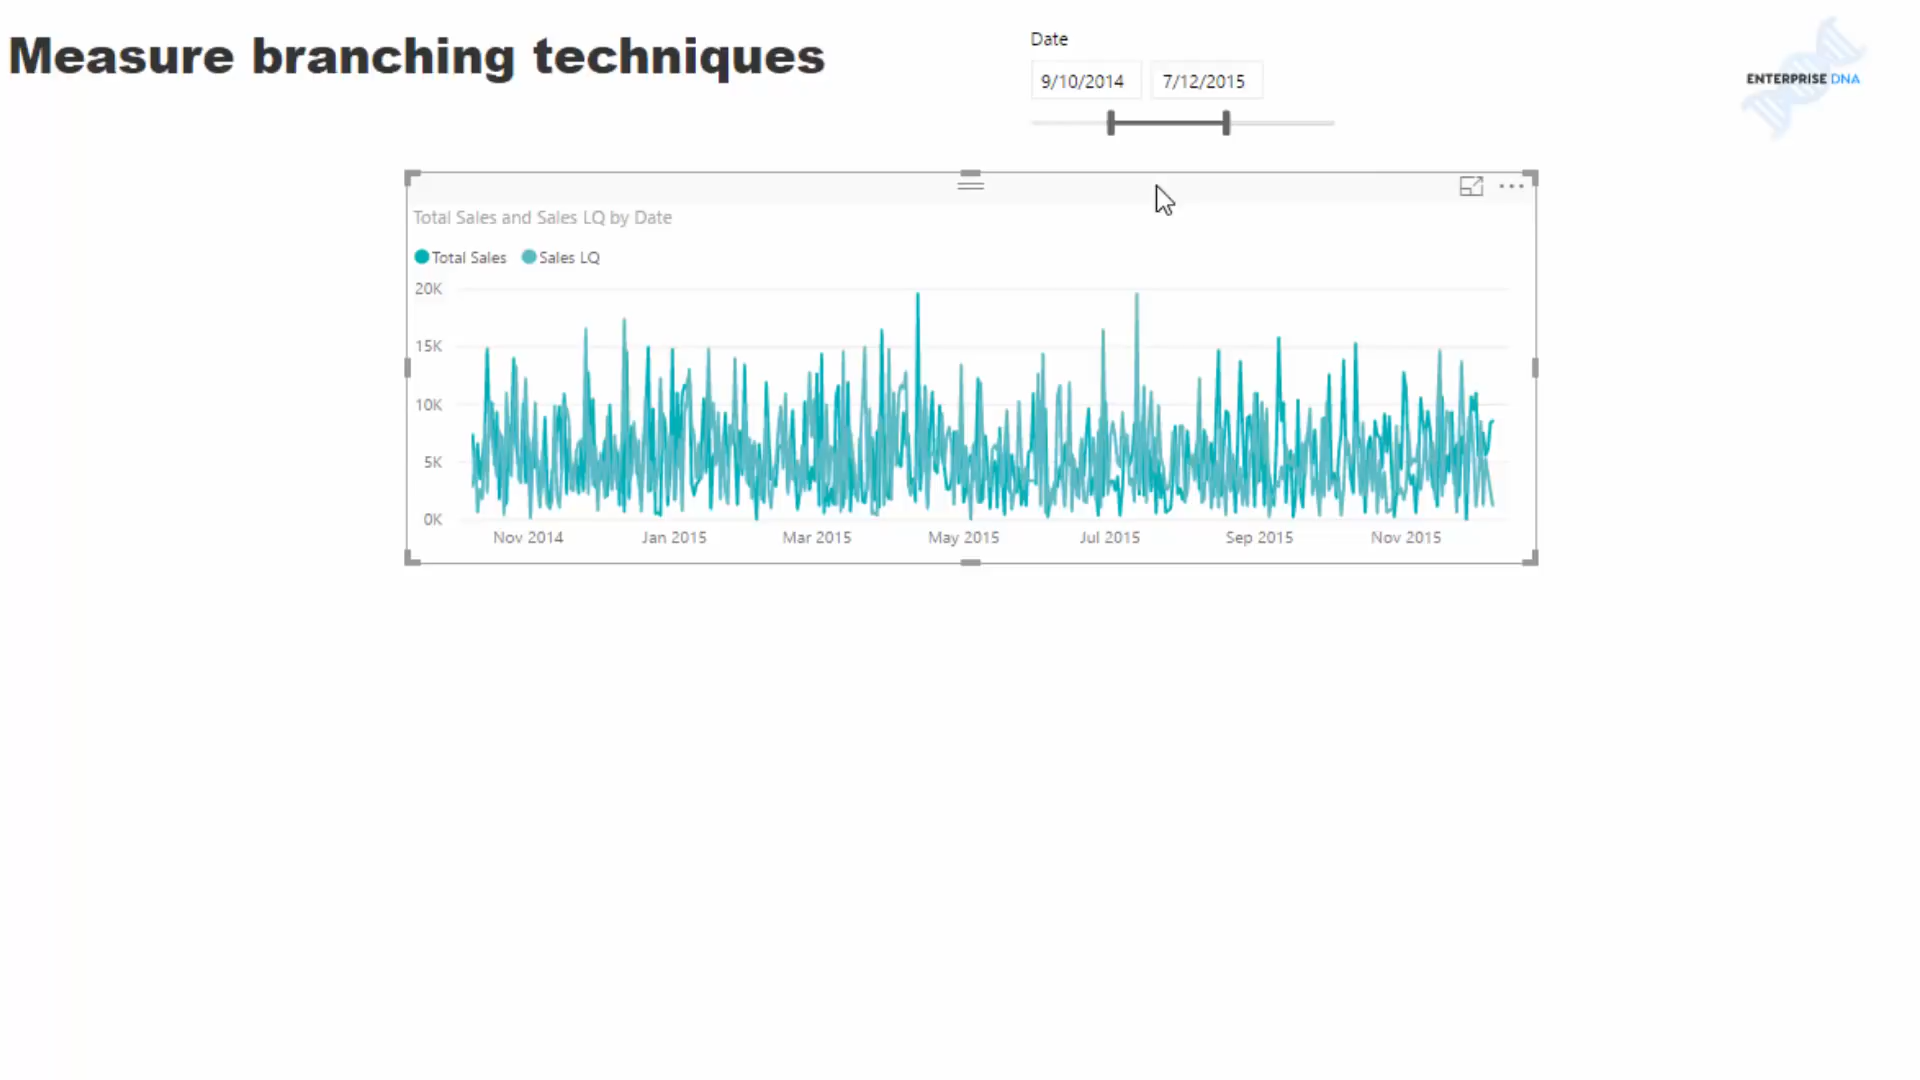 Measure branching techniques
Date
9/10/2014 7/12/2015
ENTERPRISE DNA
Total Sales and Sales LQ by Date
Total Sales Sales LQ
20K
15K
10K
5K
0K
Nov 2014 Jan 2015 Mar 2015 May 2015 Jul 2015 Sep 2015 Nov 2015